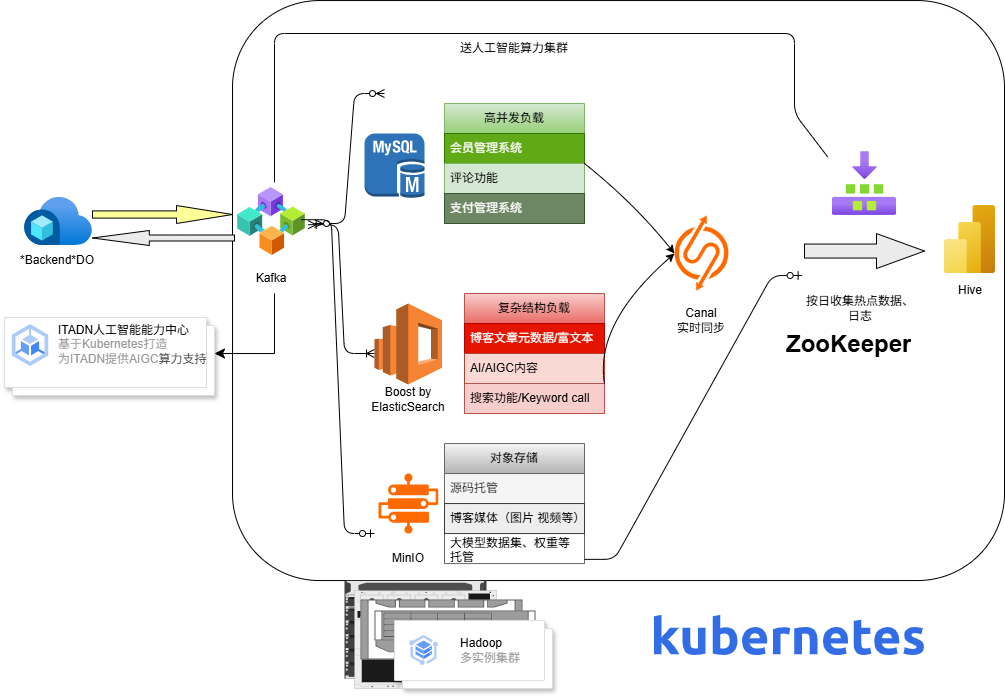 送人工智能算力集群
高并发负载
会员管理系统
评论功能
支付管理系统
MySQL
M
*Backend*DO
Kafka
Canal
实时同步
按日收集热点数据、
日志
ZooKeeper
Hive
ITADN人工智能能力中心
基于Kubernetes打造
为ITADN提供AIGC算力支持
复杂结构负载
博客文章元数据/富文本
AI/AIGC内容
搜索功能/Keyword call
Boost by
ElasticSearch
对象存储
源码托管
博客媒体（图片 视频等）
大模型数据集、权重等
托管
MinIO
Hadoop
多实例集群
kubernetes